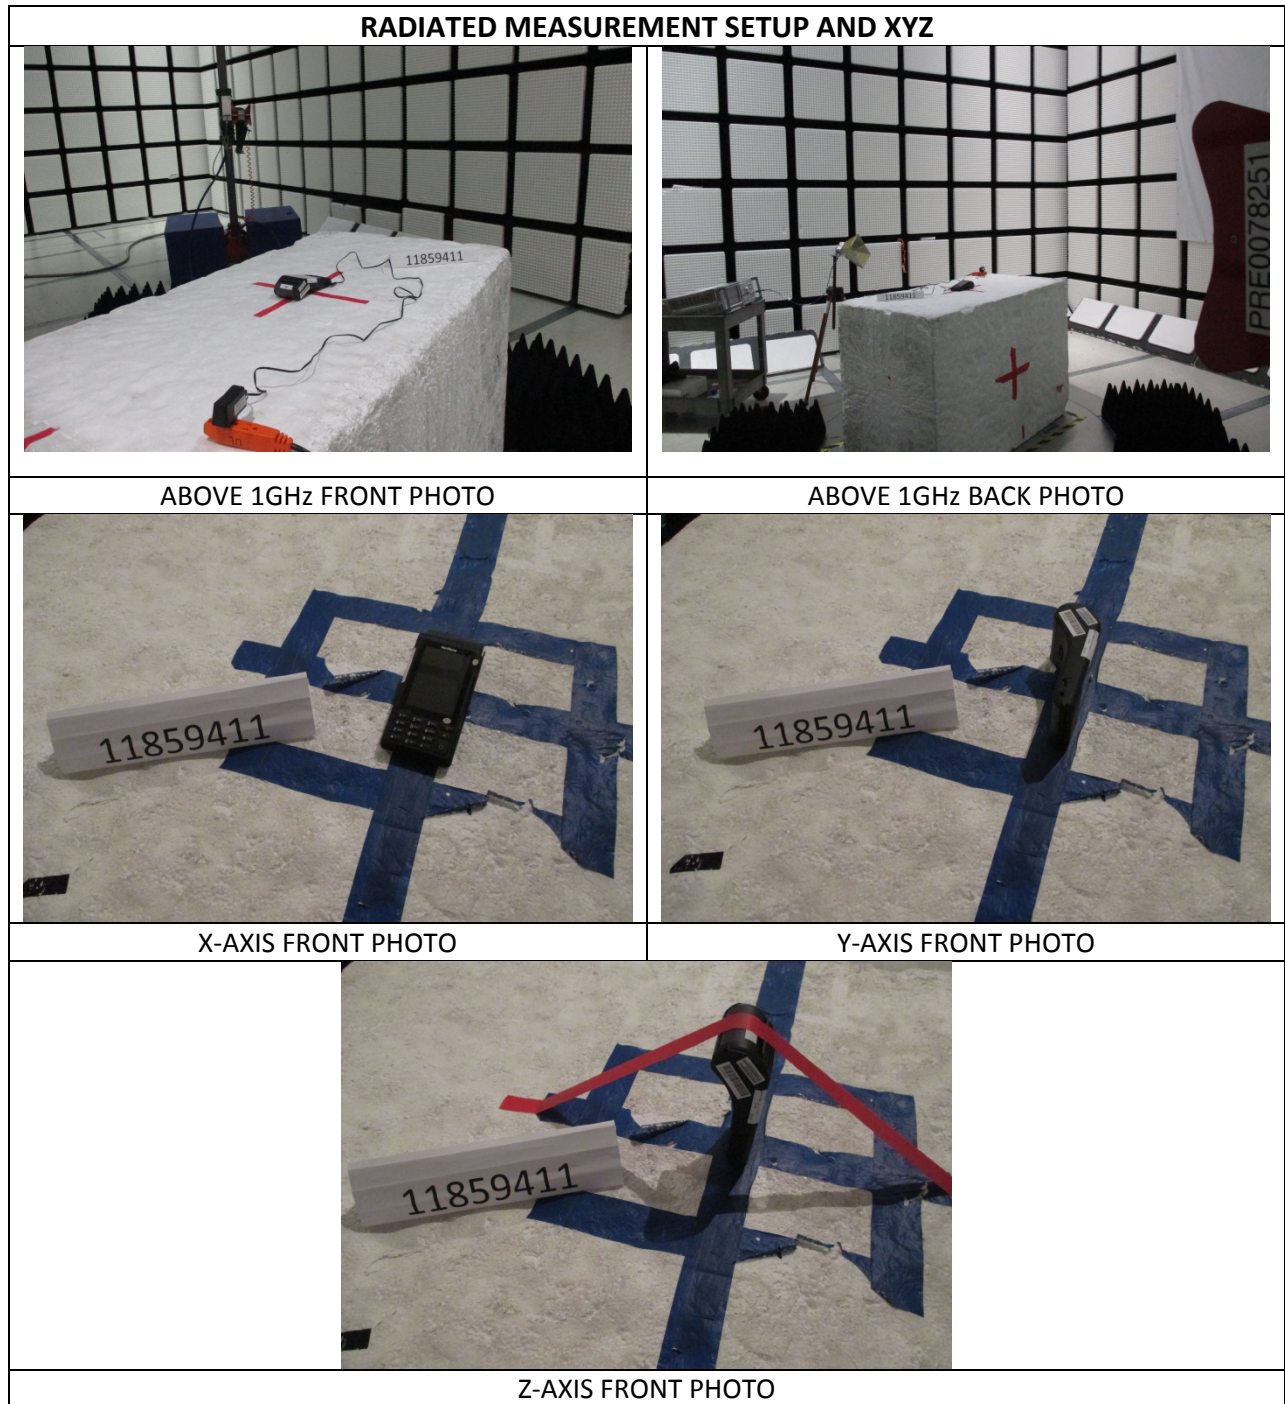 RADIATED MEASUREMENT SETUP AND XYZ
11859411
11859411
PRE0078251
ABOVE 1GHz FRONT PHOTO
ABOVE 1GHz BACK PHOTO
11859411
11859411
X-AXIS FRONT PHOTO
Y-AXIS FRONT PHOTO
11859411
Z-AXIS FRONT PHOTO